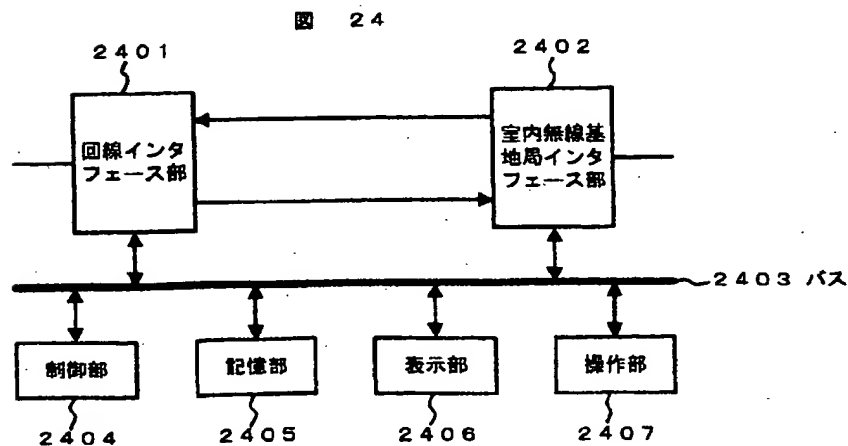 図 24
2401
2402
回線インタ
フェース部
室内無線基
地局インタ
フェース部
2403 バス
制御部
記憶部
表示部
操作部
2404
2405
2406
2407